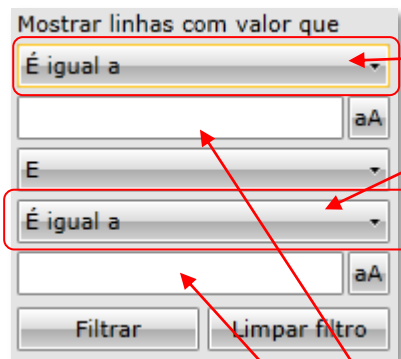 Mostrar linhas com valor que
É igual a
aA
E
É igual a
aA
Filtrar Limpar filtro